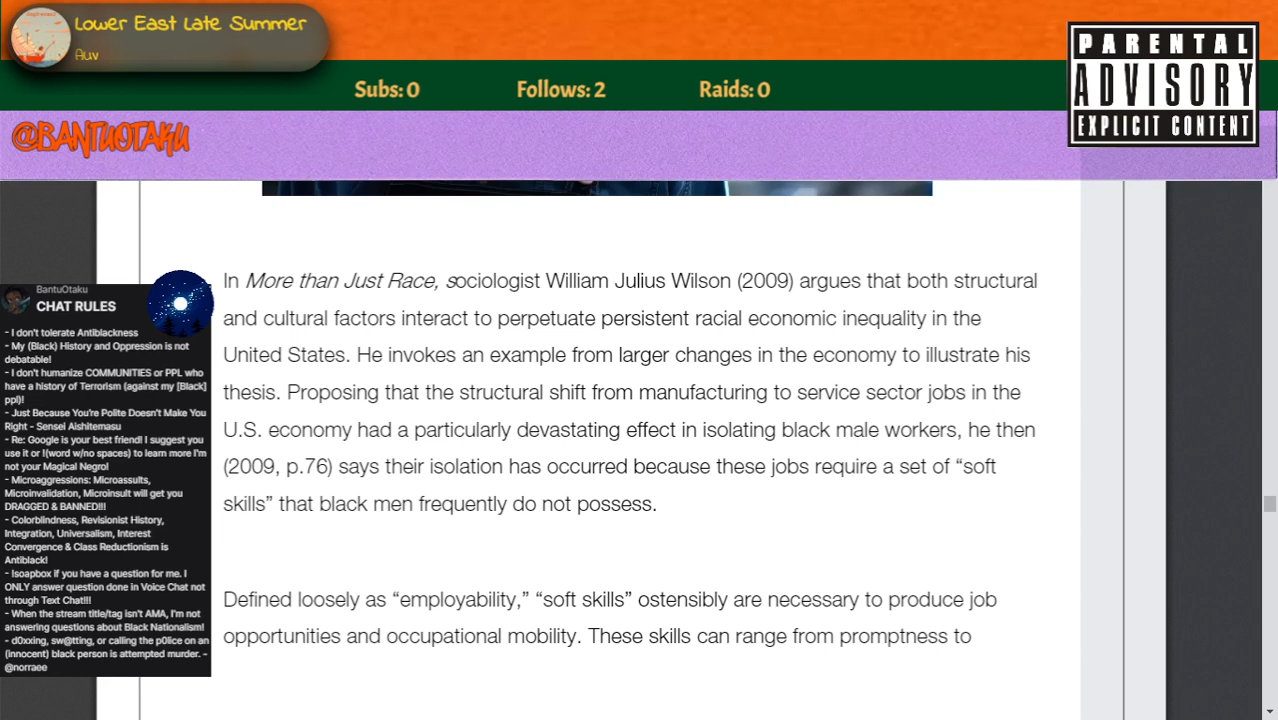 Lower East Late Summer
Auv
Subs: 0 Follows: 2 Raids: 0
PARENTAL
ADVISORY
EXPLICIT CONTENT
@BANTUOTAKU
In More than Just Race, sociologist William Julius Wilson (2009) argues that both structural
and cultural factors interact to perpetuate persistent racial economic inequality in the
United States. He invokes an example from larger changes in the economy to illustrate his
thesis. Proposing that the structural shift from manufacturing to service sector jobs in the
U.S. economy had a particularly devastating effect in isolating black male workers, he then
(2009, p.76) says their isolation has occurred because these jobs require a set of “soft
skills” that black men frequently do not possess.
Defined loosely as “employability,” “soft skills” ostensibly are necessary to produce job
opportunities and occupational mobility. These skills can range from promptness to
BantuOtaku
CHAT RULES
- I don't tolerate Antiblackness
- My (Black) History and Oppression is not
debatable!
- I don't humanize COMMUNITIES or PPL who
have a history of Terrorism (against my [Black]
ppl)!
- Just Because You're Polite Doesn't Make You
Right - Sensei Aishitemasu
- Re: Google is your best friend! I suggest you
use it or !(word w/no spaces) to learn more I'm
not your Magical Negro!
- Microaggressions: Microassults,
Microinvalidation, Microinsult will get you
DRAGGED & BANNED!!!
- Colorblindness, Revisionist History,
Integration, Universalism, Interest
Convergence & Class Reductionism is
Antiblack!
- !soapbox if you have a question for me. I
ONLY answer question done in Voice Chat not
through Text Chat!!!
- When the stream title/tag isn't AMA, I'm not
answering questions about Black Nationalism!
- d0xxing, sw@tting, or calling the p0lice on an
(innocent) black person is attempted murder. -
@norraee